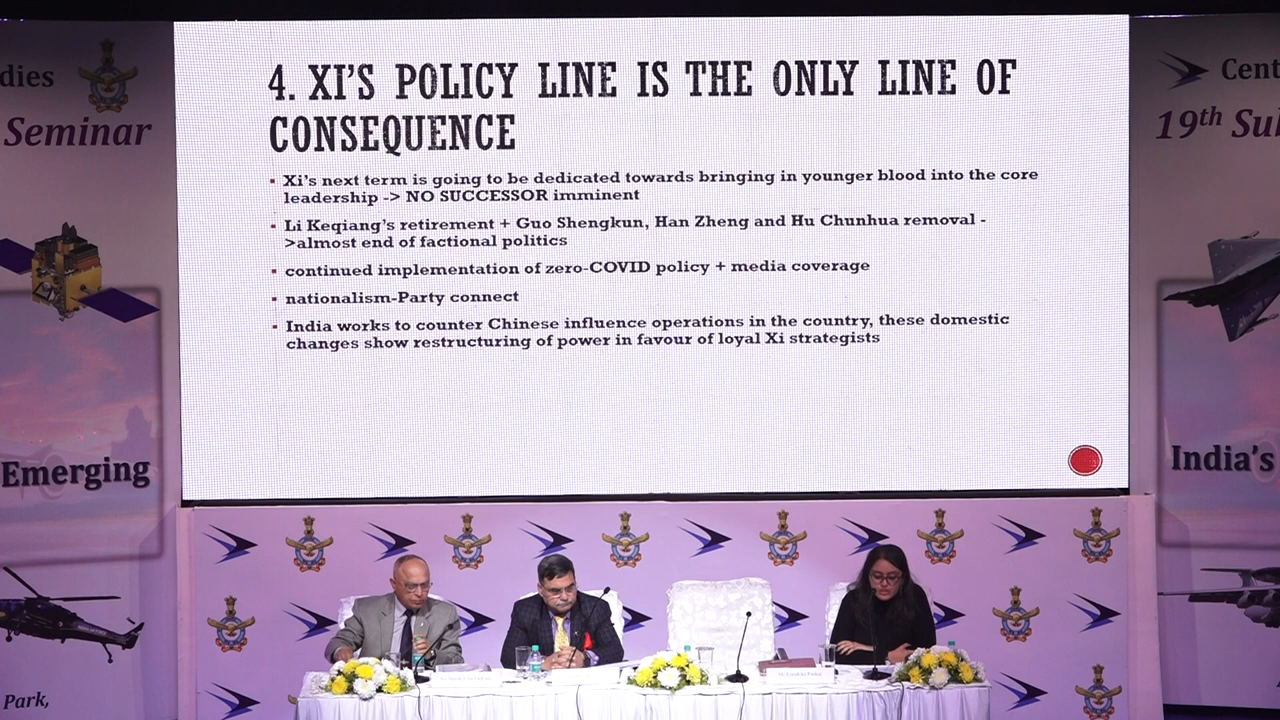 4. XI'S POLICY LINE IS THE ONLY LINE OF
CONSEQUENCE
Xi's next term is going to be dedicated towards bringing in younger blood into the core
leadership -> NO SUCCESSOR imminent
Li Keqiang's retirement + Guo Shengkun, Han Zheng and Hu Chunhua removal -
>almost end of factional politics
continued implementation of zero-COVID policy + media coverage
nationalism-Party connect
India works to counter Chinese influence operations in the country, these domestic
changes show restructuring of power in favour of loyal Xi strategists
dies
Seminar
Emerging
Park,
Cent
19th Su
India's